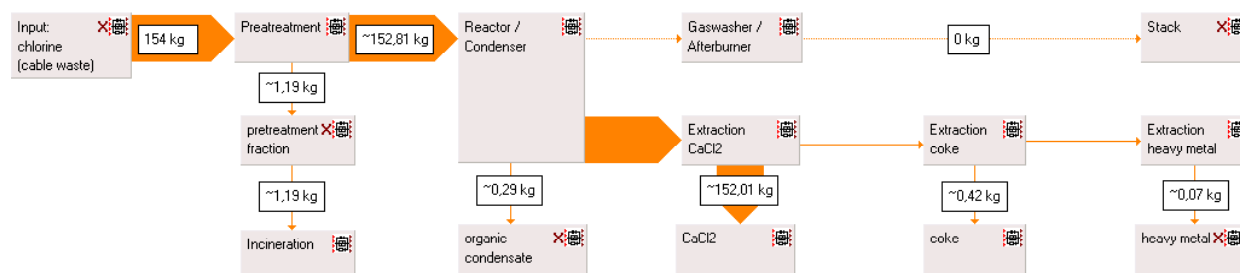 Input:
chlorine
(cable waste)
154 kg
Preatreatment
~152,81 kg
Reactor /
Condenser
Gaswasher /
Afterburner
0 kg
Stack
~1,19 kg
pretreatment
fraction
Extraction
CaCl2
Extraction
coke
Extraction
heavy metal
~1,19 kg
~0,29 kg
~152,01 kg
~0,42 kg
~0,07 kg
Incineration
organic
condensate
CaCl2
coke
heavy metal